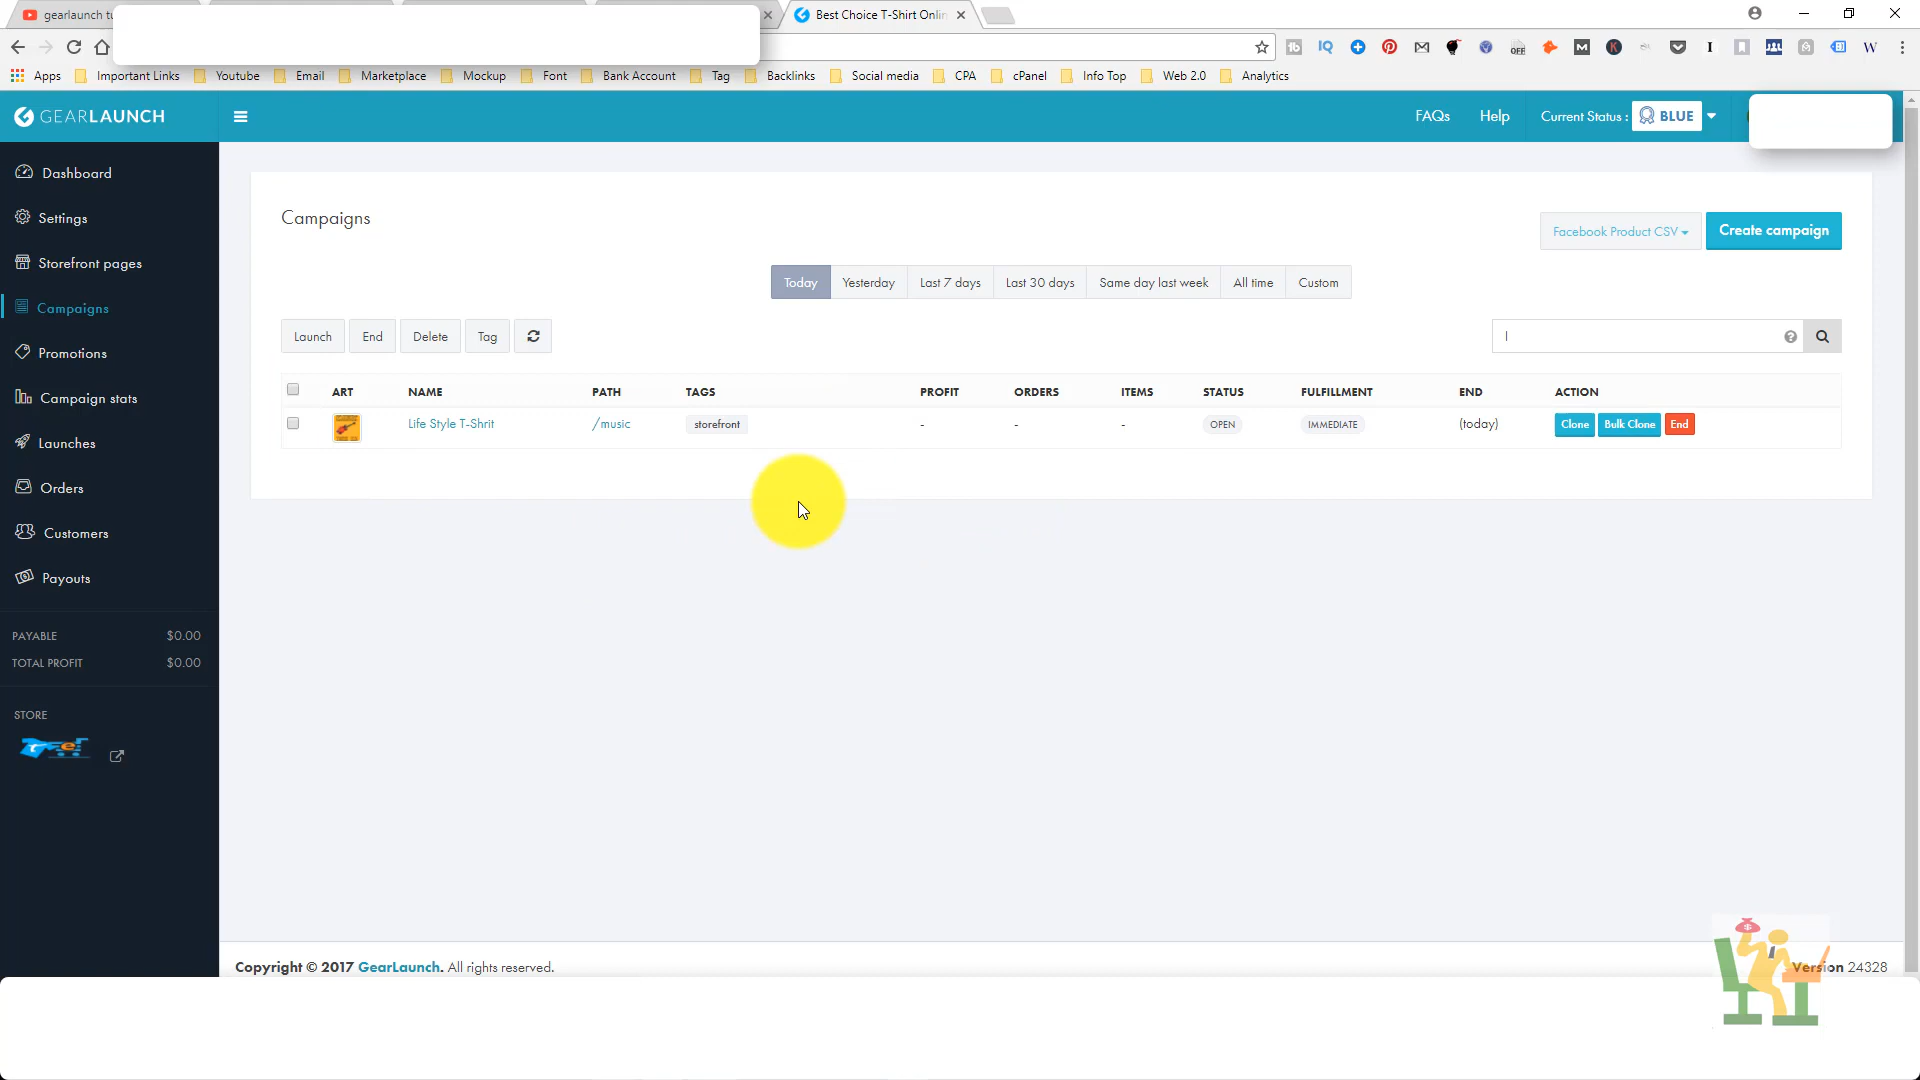 gearlaunch tu
Best Choice T-Shirt Onlin
Apps Important Links Youtube Email Marketplace Mockup Font Bank Account Tag Backlinks Social media CPA cPanel Info Top Web 2.0 Analytics
GEARLAUNCH FAQs Help Current Status : BLUE
Dashboard
Settings
Storefront pages
Campaigns
Promotions
Campaign stats
Launches
Orders
Customers
Payouts
PAYABLE $0.00
TOTAL PROFIT $0.00
STORE
Campaigns
Facebook Product CSV Create campaign
Today Yesterday Last 7 days Last 30 days Same day last week All time Custom
Launch End Delete Tag
ART NAME PATH TAGS PROFIT ORDERS ITEMS STATUS FULFILLMENT END ACTION
Life Style T-Shrit /music storefront - - - OPEN IMMEDIATE (today) Clone Bulk Clone End
Copyright © 2017 GearLaunch. All rights reserved.
Version 24328